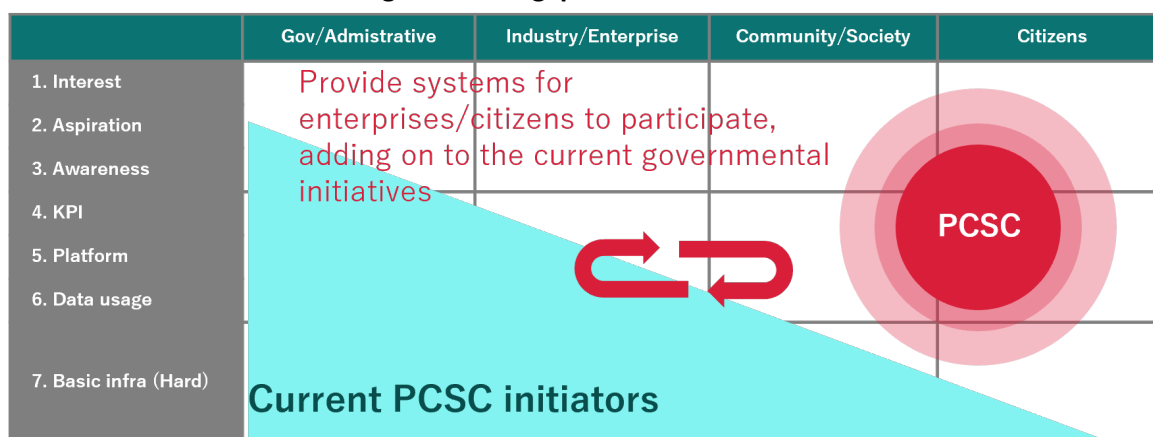 Gov/Admistrative Industry/Enterprise Community/Society Citizens
1. Interest
2. Aspiration
3. Awareness
4. KPI
5. Platform
6. Data usage
7. Basic infra (Hard)
Provide systems for
enterprises/citizens to participate,
adding on to the current governmental
initiatives
PCSC
Current PCSC initiators